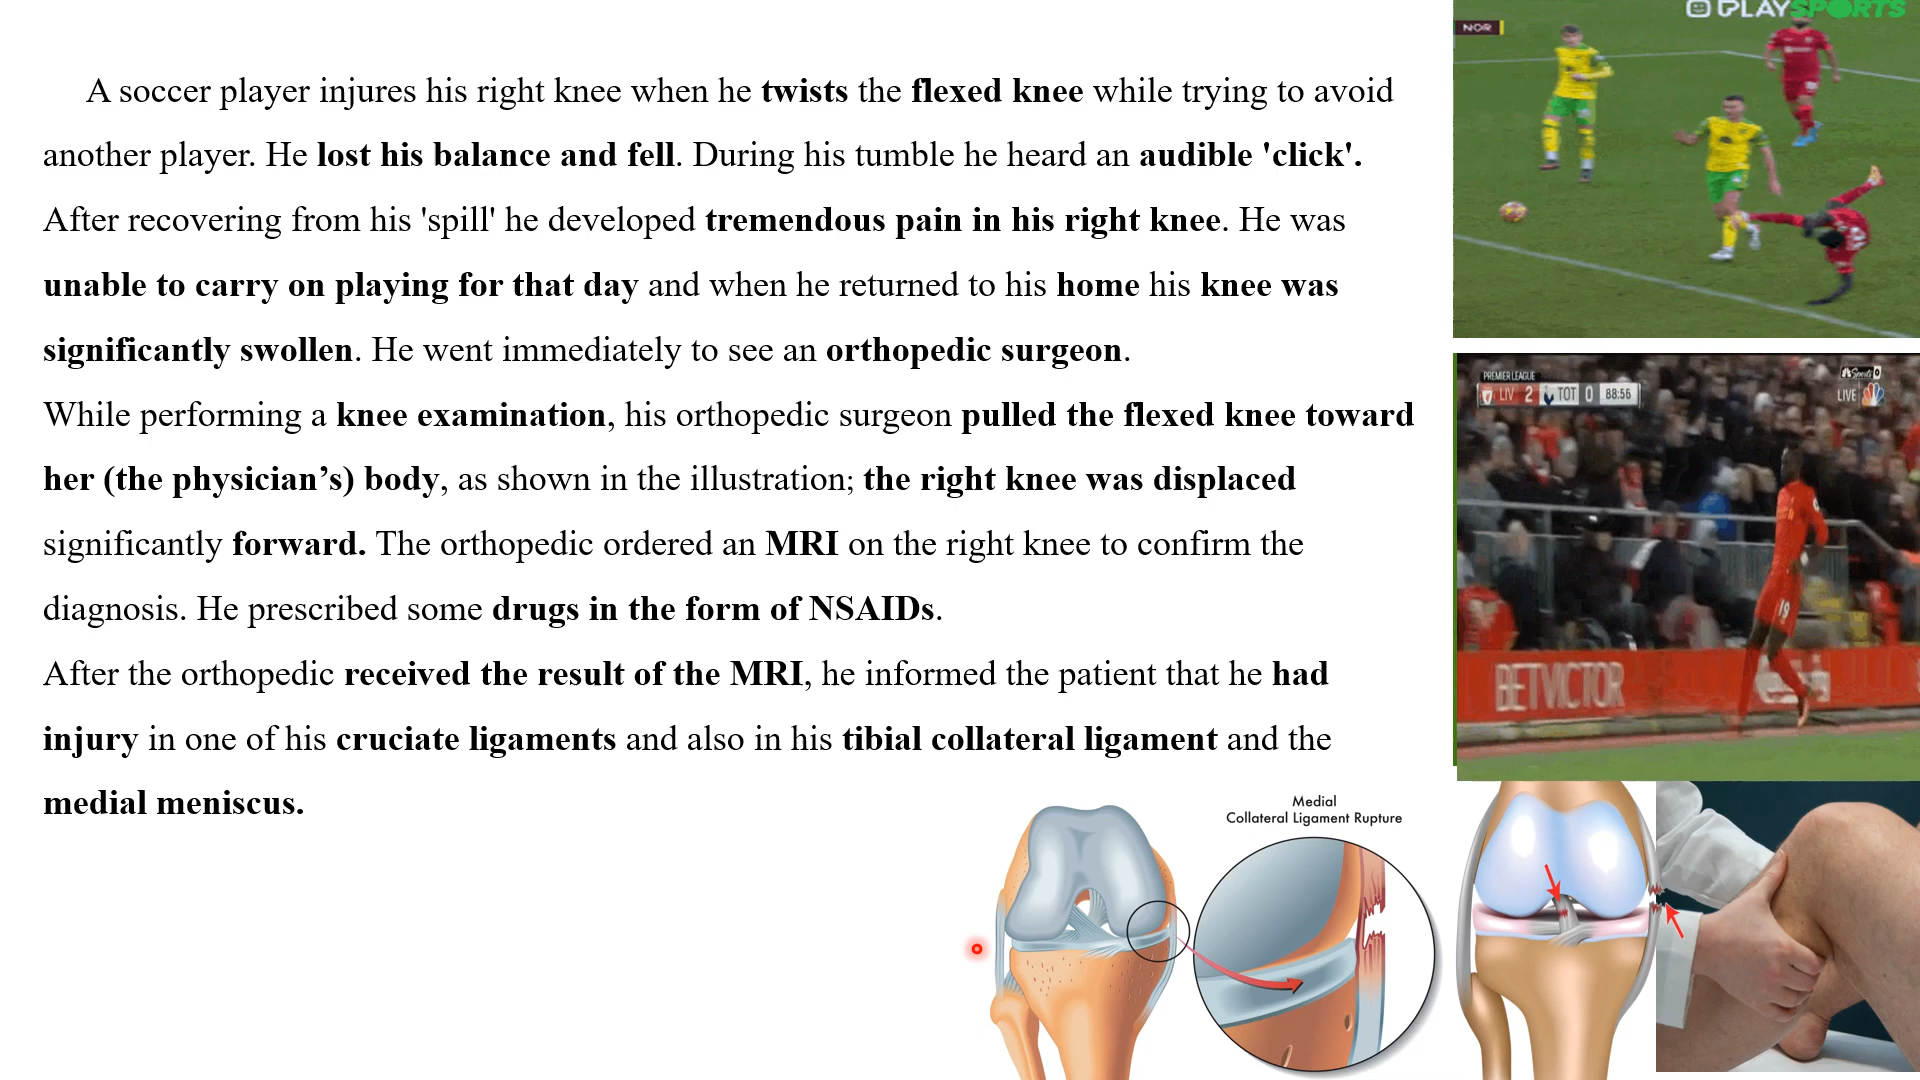 A soccer player injures his right knee when he twists the flexed knee while trying to avoid
another player. He lost his balance and fell. During his tumble he heard an audible 'click'.
After recovering from his 'spill' he developed tremendous pain in his right knee. He was
unable to carry on playing for that day and when he returned to his home his knee was
significantly swollen. He went immediately to see an orthopedic surgeon.
While performing a knee examination, his orthopedic surgeon pulled the flexed knee toward
her (the physician’s) body, as shown in the illustration; the right knee was displaced
significantly forward. The orthopedic ordered an MRI on the right knee to confirm the
diagnosis. He prescribed some drugs in the form of NSAIDs.
After the orthopedic received the result of the MRI, he informed the patient that he had
injury in one of his cruciate ligaments and also in his tibial collateral ligament and the
medial meniscus.
PLAYSPORTS
NOR
PREMIER LEAGUE
LIV 2 TOT 0 88:56
LIVE
19
BETVICTOR
Medial
Collateral Ligament Rupture